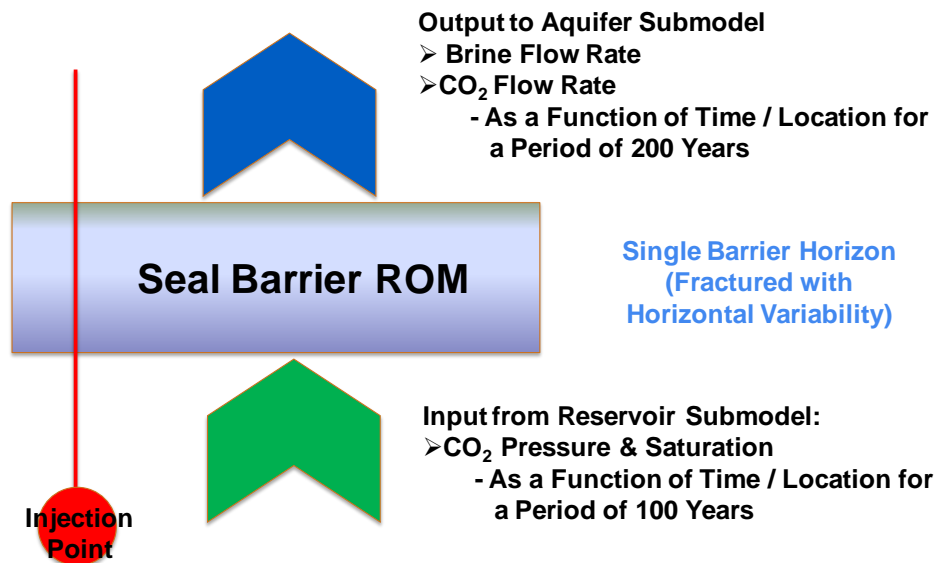 Output to Aquifer Submodel
➢ Brine Flow Rate
➢CO₂ Flow Rate
- As a Function of Time / Location for
a Period of 200 Years
Seal Barrier ROM
Single Barrier Horizon
(Fractured with
Horizontal Variability)
Input from Reservoir Submodel:
➢CO₂ Pressure & Saturation
- As a Function of Time / Location for
a Period of 100 Years
Injection
Point